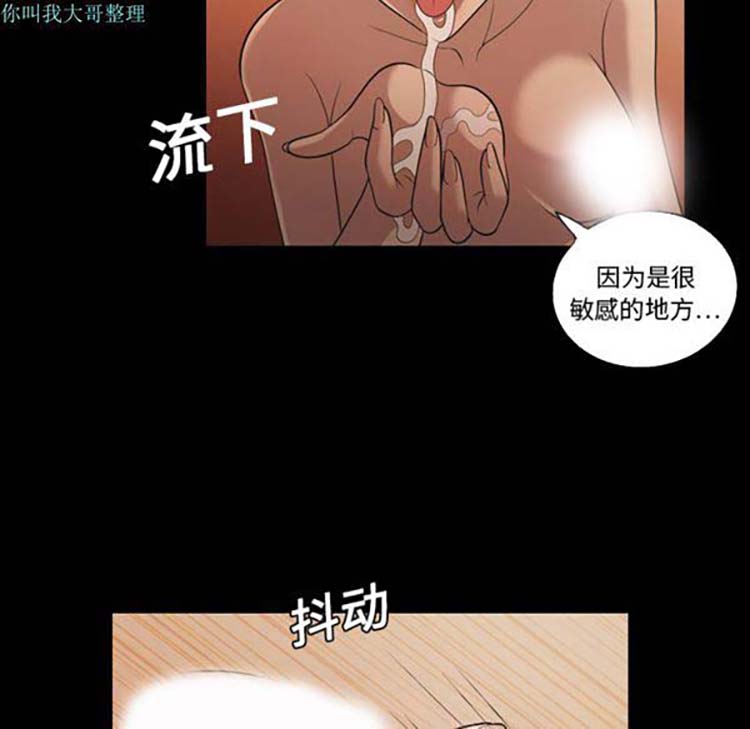 你叫我大哥整理
流下
因为是很
敏感的地方...
抖动